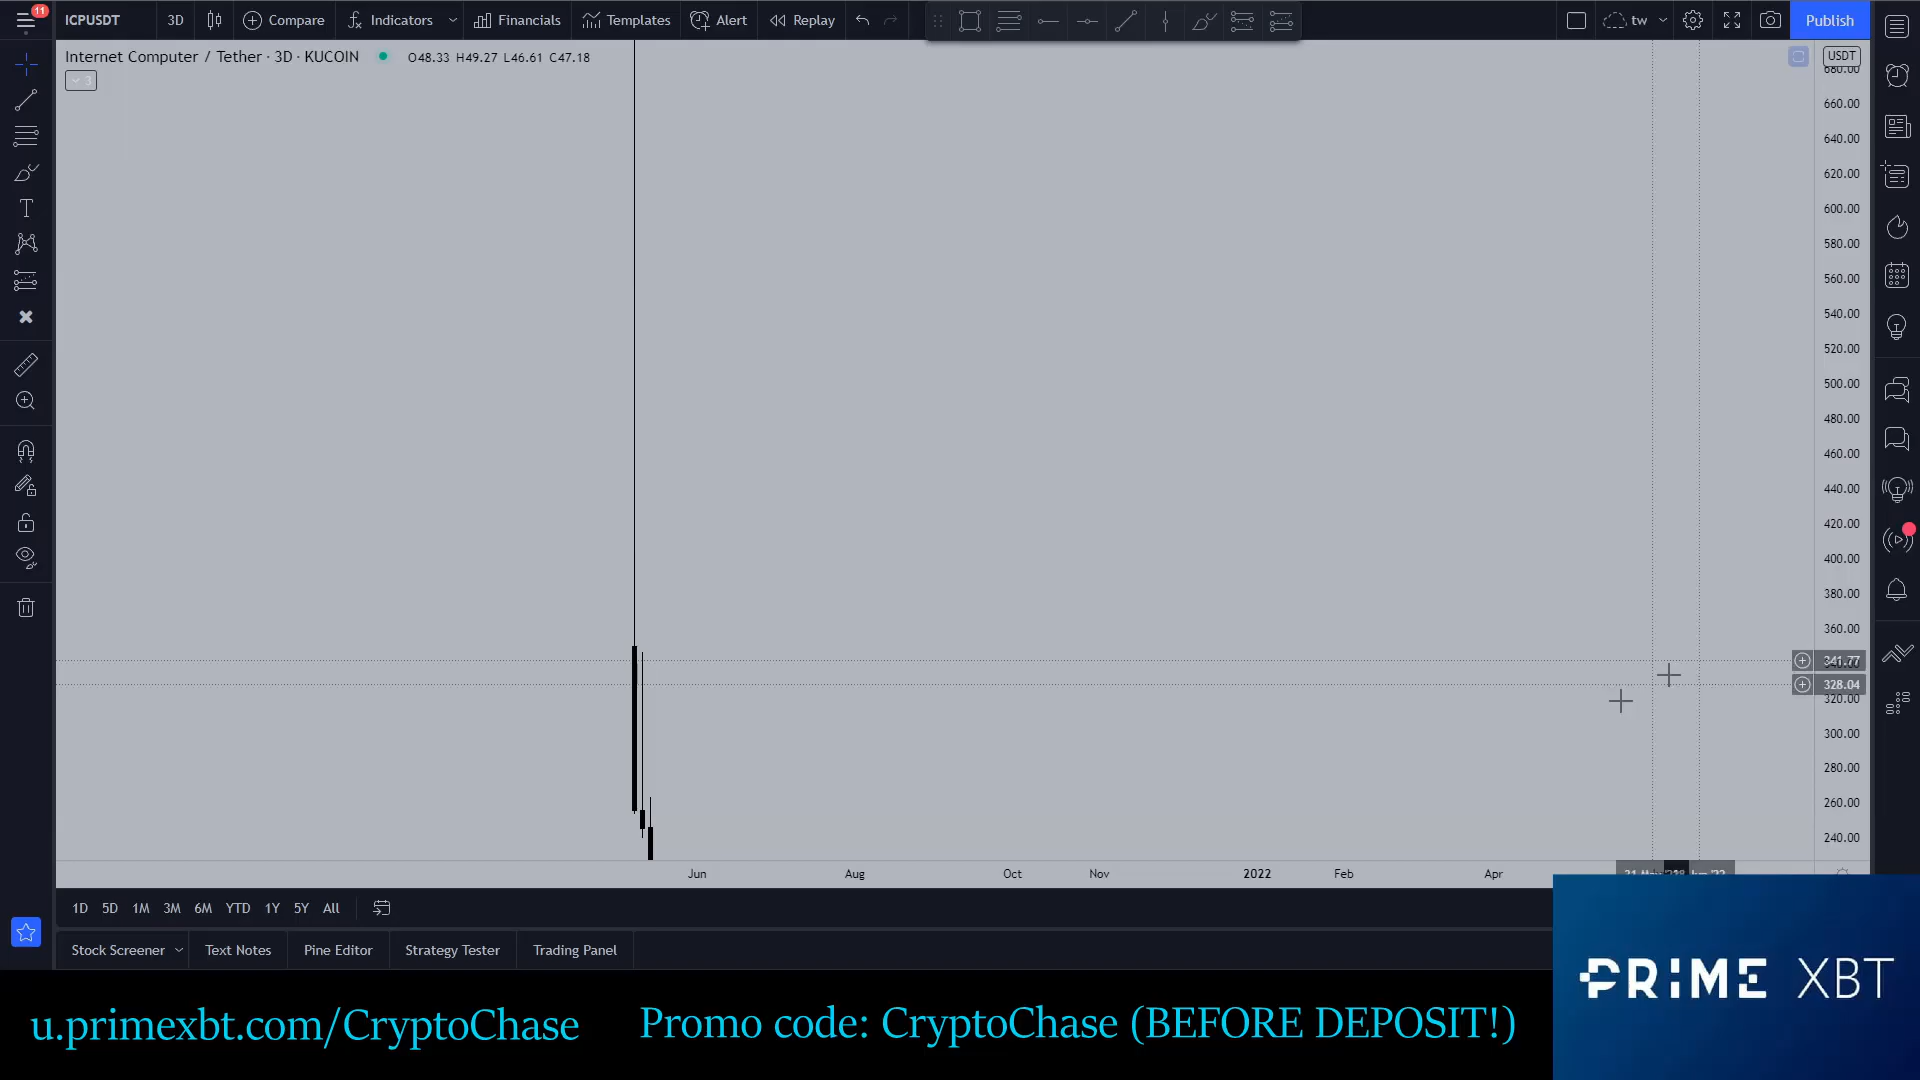 11
ICPUSDT
3D
Compare
Indicators
Financials
Templates
Alert
Replay
tw
Publish
Internet Computer / Tether · 3D · KUCOIN
O48.33 H49.27 L46.61 C47.18
3
USDT
680.00
660.00
640.00
620.00
600.00
580.00
560.00
540.00
520.00
500.00
480.00
460.00
440.00
420.00
400.00
380.00
360.00
341.77
328.04
320.00
300.00
280.00
260.00
240.00
Jun
Aug
Oct
Nov
2022
Feb
Apr
1D
5D
1M
3M
6M
YTD
1Y
5Y
All
Stock Screener
Text Notes
Pine Editor
Strategy Tester
Trading Panel
PRIME XBT
u.primexbt.com/CryptoChase
Promo code: CryptoChase (BEFORE DEPOSIT!)